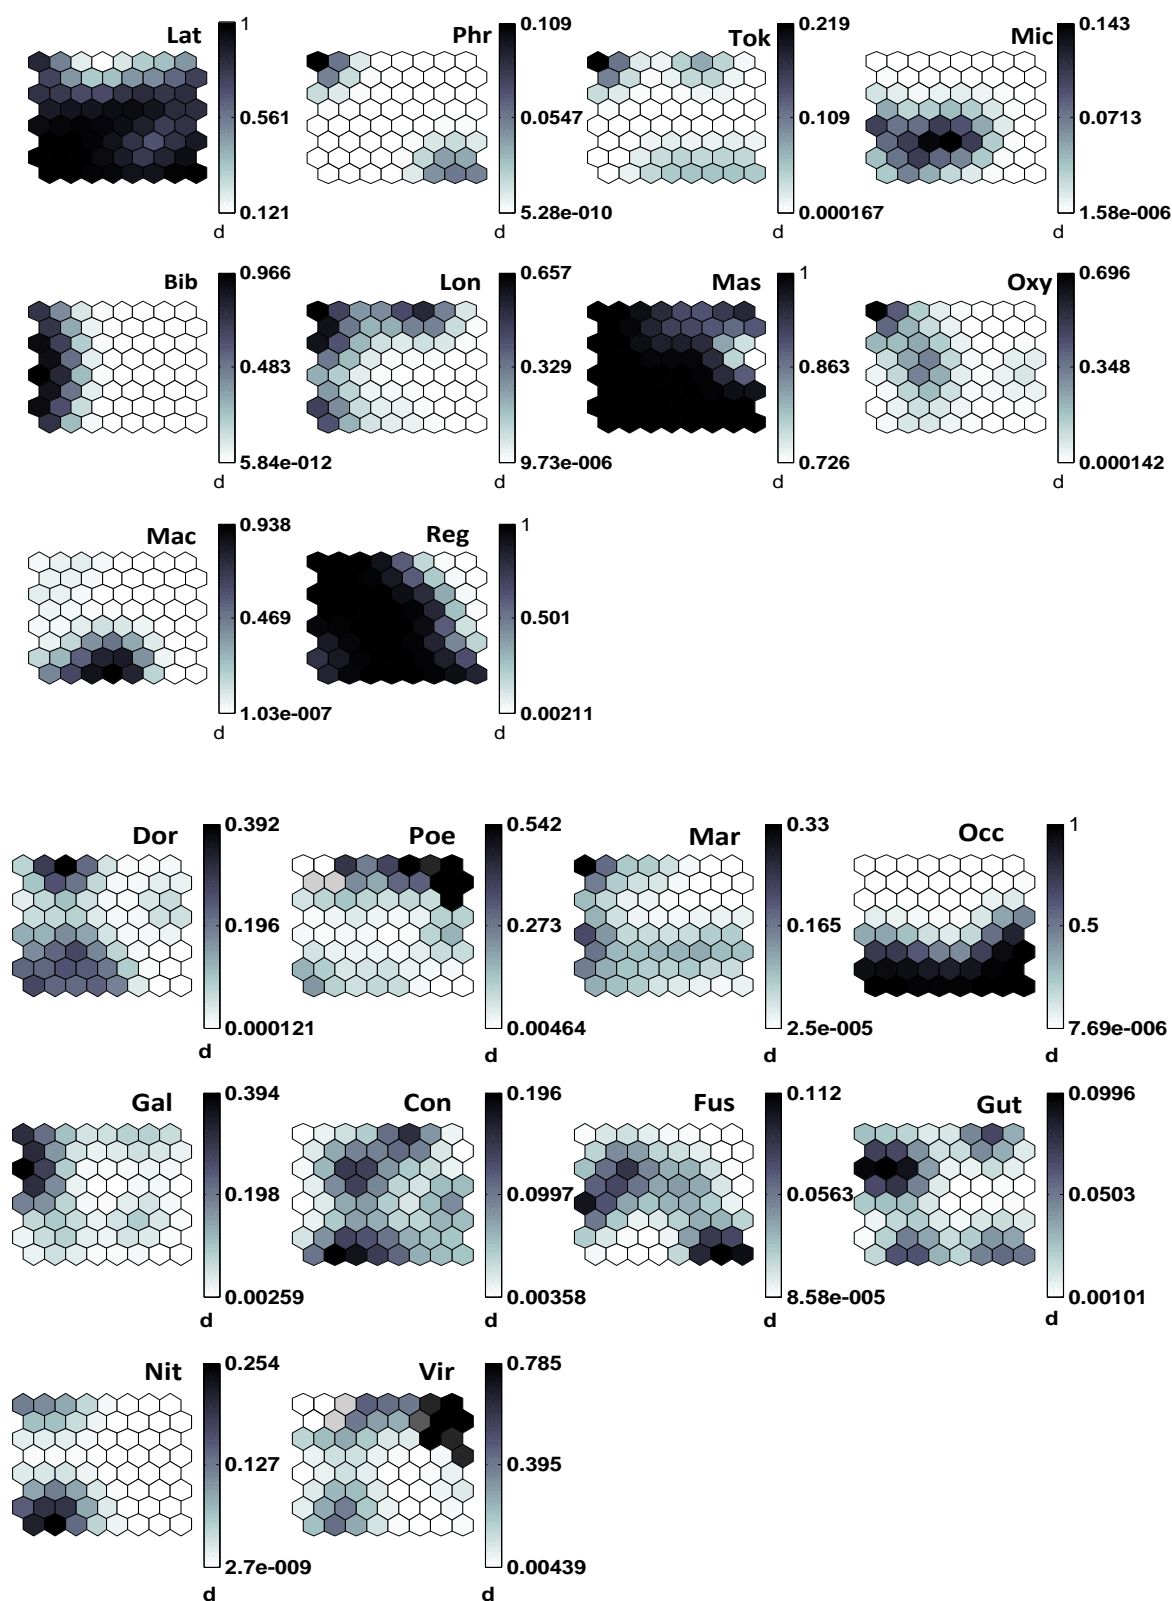 Lat 1 0.561 0.121 d
Phr 0.109 0.0547 5.28e-010
Tok 0.219 0.109 0.000167 d
Mic 0.143 0.0713 1.58e-006 d
Bib 0.966 0.483 5.84e-012 d
Lon 0.657 0.329 9.73e-006 d
Mas 1 0.863 0.726 d
Oxy 0.696 0.348 0.000142 d
Mac 0.938 0.469 1.03e-007 d
Reg 1 0.501 0.00211 d
Dor 0.392 0.196 0.000121 d
Poe 0.542 0.273 0.00464 d
Mar 0.33 0.165 2.5e-005 d
Occ 1 0.5 7.69e-006 d
Gal 0.394 0.198 0.00259 d
Con 0.196 0.0997 0.00358 d
Fus 0.112 0.0563 8.58e-005 d
Gut 0.0996 0.0503 0.00101 d
Nit 0.254 0.127 2.7e-009 d
Vir 0.785 0.395 0.00439 d